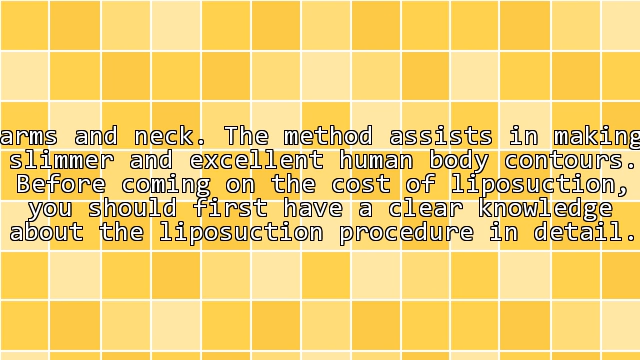 arms and neck. The method assists in making
slimmer and excellent human body contours.
Before coming on the cost of liposuction,
you should first have a clear knowledge
about the liposuction procedure in detail.